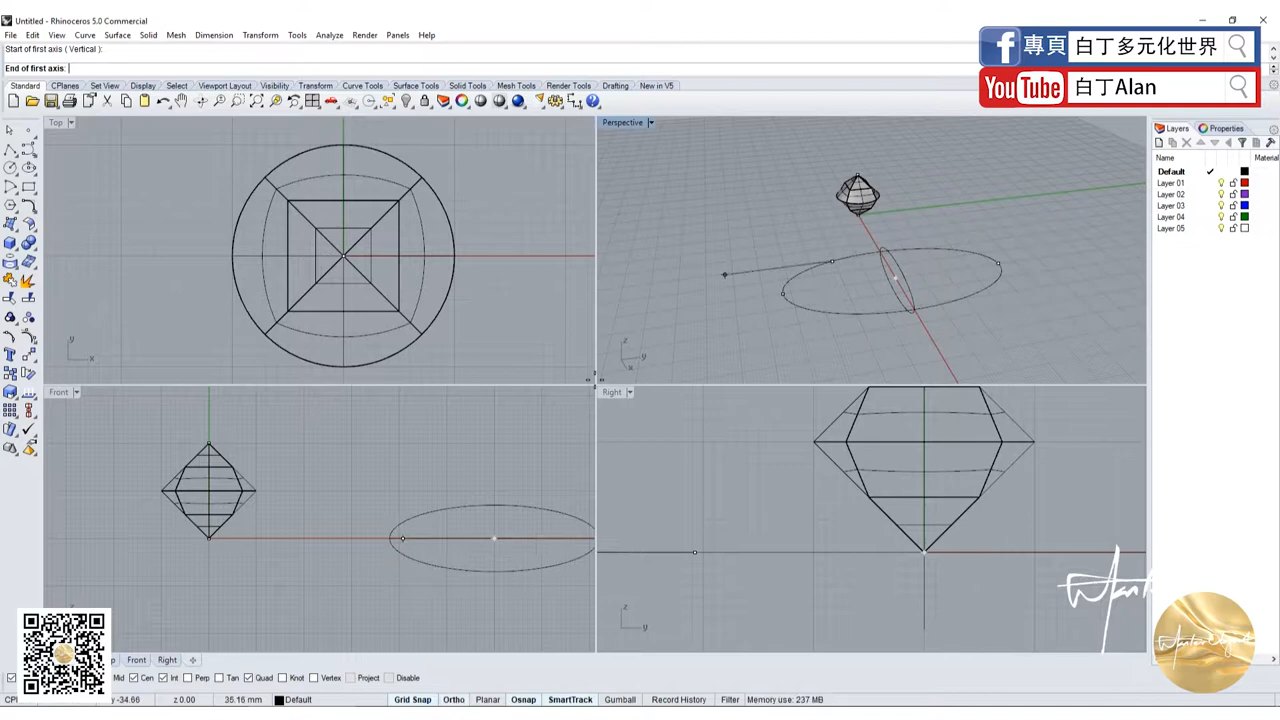 Untitled - Rhinoceros 5.0 Commercial
File Edit View Curve Surface Solid Mesh Dimension Transform Tools Analyze Render Panels Help
Start of first axis ( Vertical ):
End of first axis:
專頁 白丁多元化世界
YouTube 白丁Alan
Standard CPlanes Set View Display Select Viewport Layout Visibility Transform Curve Tools Surface Tools Solid Tools Mesh Tools Render Tools Drafting New in V5
Top
Perspective
Layers Properties
Name Material
Default
Layer 01
Layer 02
Layer 03
Layer 04
Layer 05
y x
z y x
Front
Right
z
z y
Front Right
Mid Cen Int Perp Tan Quad Knot Vertex Project Disable
y -34.66 z 0.00 35.16 mm Default Grid Snap Ortho Planar Osnap SmartTrack Gumball Record History Filter Memory use: 237 MB